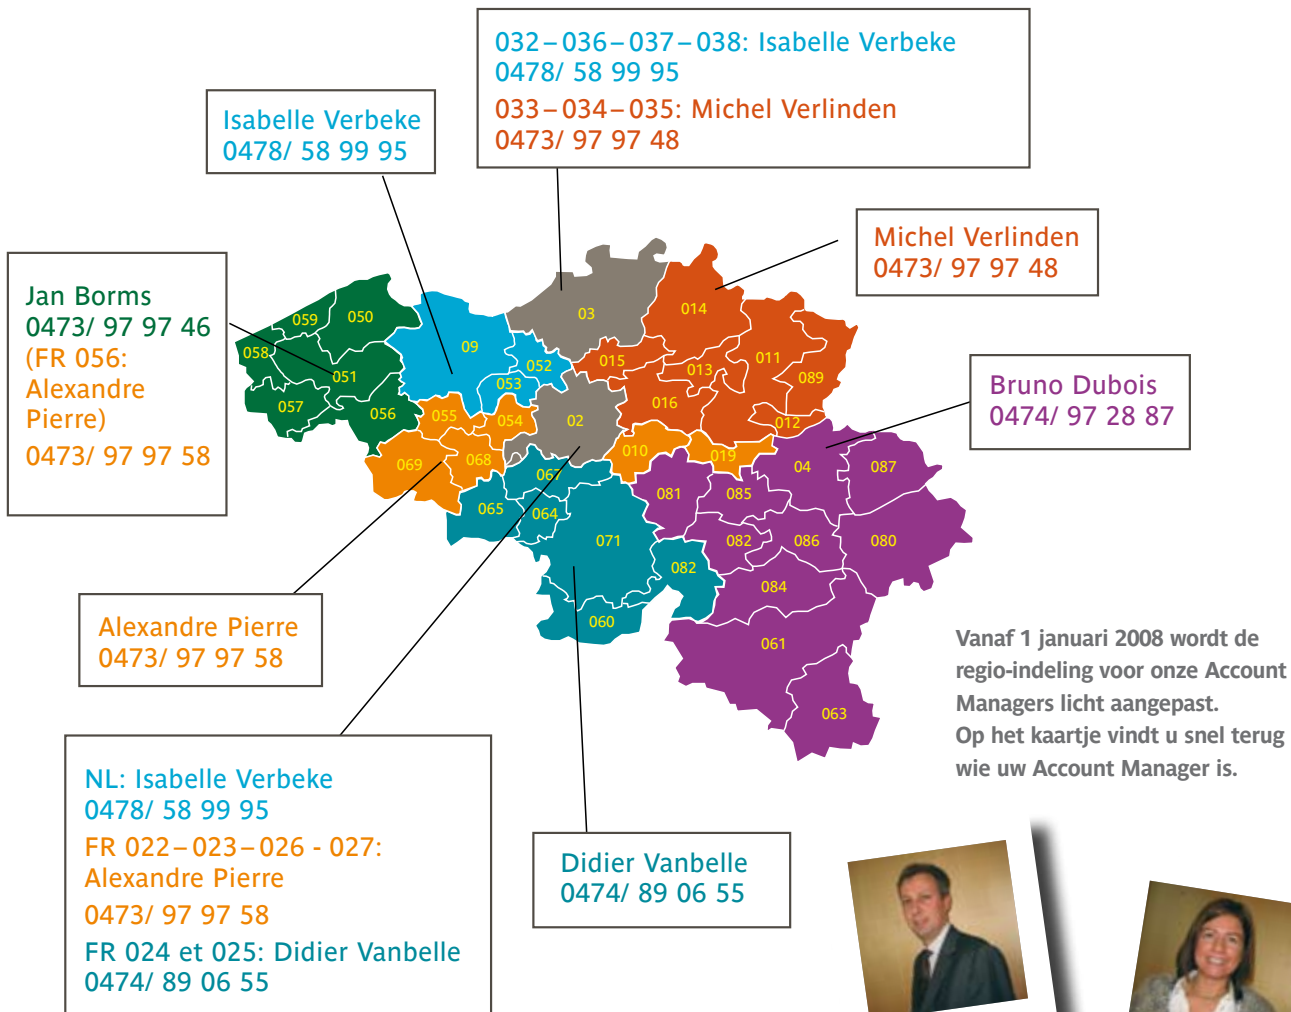 032–036–037–038: Isabelle Verbeke
0478/ 58 99 95
033–034–035: Michel Verlinden
0473/ 97 97 48
Isabelle Verbeke
0478/ 58 99 95
Michel Verlinden
0473/ 97 97 48
Jan Borms
0473/ 97 97 46
(FR 056:
Alexandre
Pierre)
0473/ 97 97 58
Bruno Dubois
0474/ 97 28 87
059
050
058
051
057
056
09
052
053
03
014
015
013
011
089
016
012
055
054
02
069
068
010
019
067
065
064
071
082
060
081
085
04
087
082
086
080
084
061
063
Alexandre Pierre
0473/ 97 97 58
Vanaf 1 januari 2008 wordt de
regio-indeling voor onze Account
Managers licht aangepast.
Op het kaartje vindt u snel terug
wie uw Account Manager is.
NL: Isabelle Verbeke
0478/ 58 99 95
FR 022–023–026 - 027:
Alexandre Pierre
0473/ 97 97 58
FR 024 et 025: Didier Vanbelle
0474/ 89 06 55
Didier Vanbelle
0474/ 89 06 55